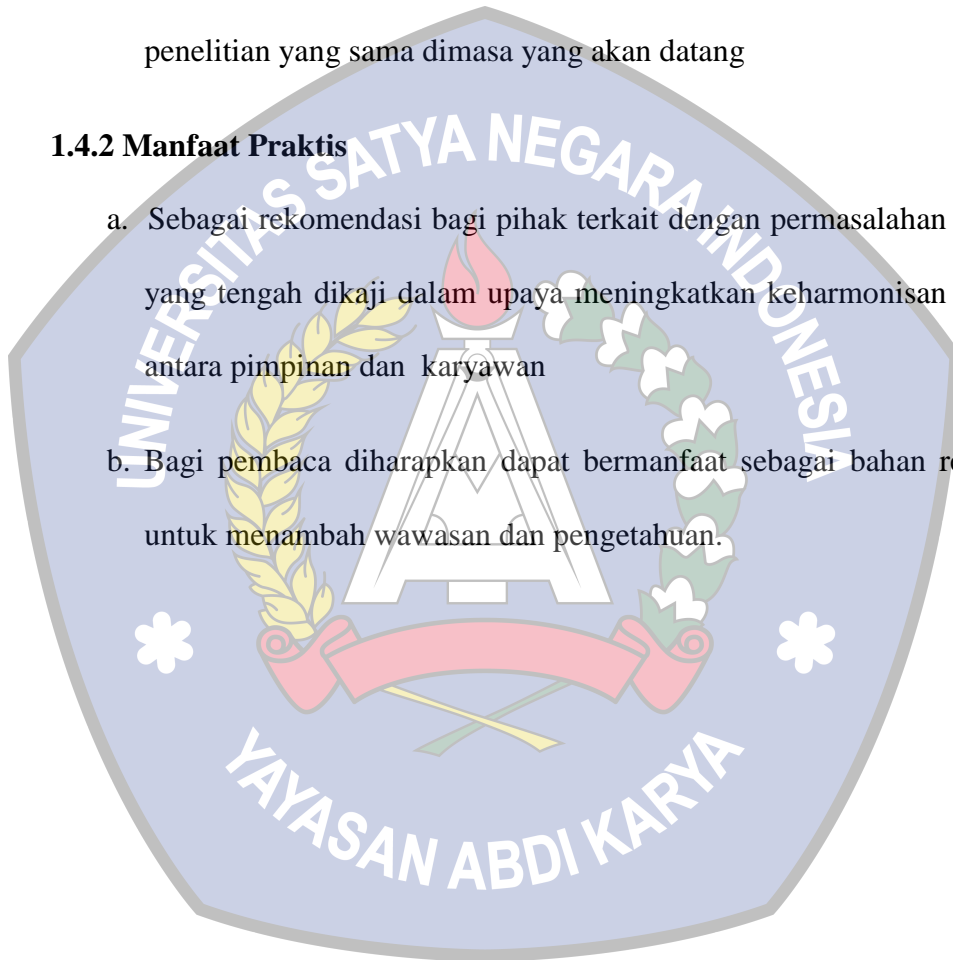 penelitian yang sama dimasa yang akan datang
1.4.2 Manfaat Praktis
a. Sebagai rekomendasi bagi pihak terkait dengan permasalahan
yang tengah dikaji dalam upaya meningkatkan keharmonisan
antara pimpinan dan karyawan
b. Bagi pembaca diharapkan dapat bermanfaat sebagai bahan
untuk menambah wawasan dan pengetahuan.
UNIVERSITAS SATYA NEGARA INDONESIA
YAYASAN ABDI KARYA